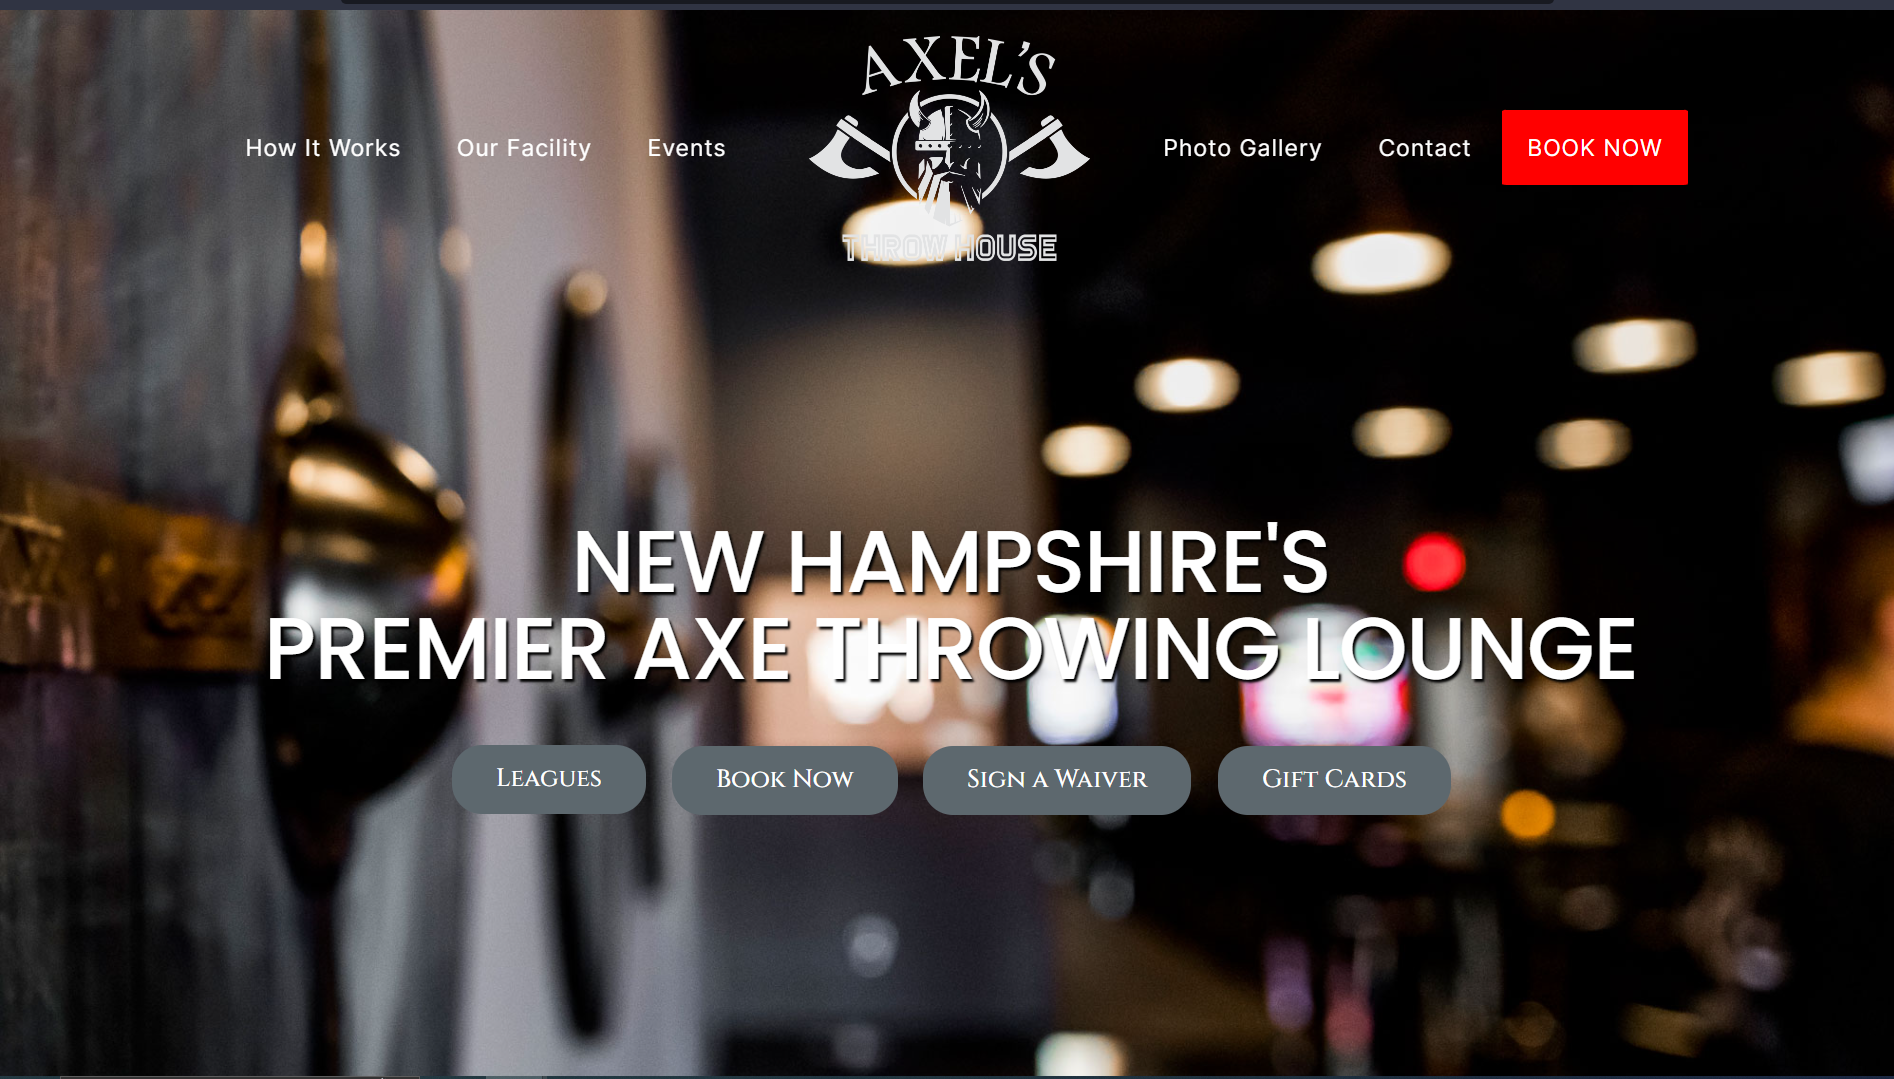 AXEL'S
How It Works
Our Facility
Events
Photo Gallery
Contact
BOOK NOW
THROW HOUSE
NEW HAMPSHIRE'S
PREMIER AXE THROWING LOUNGE
Leagues
Book Now
Sign a Waiver
Gift Cards